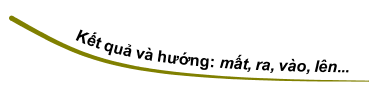 Kết quả và hướng: mất, ra, vào, lên...